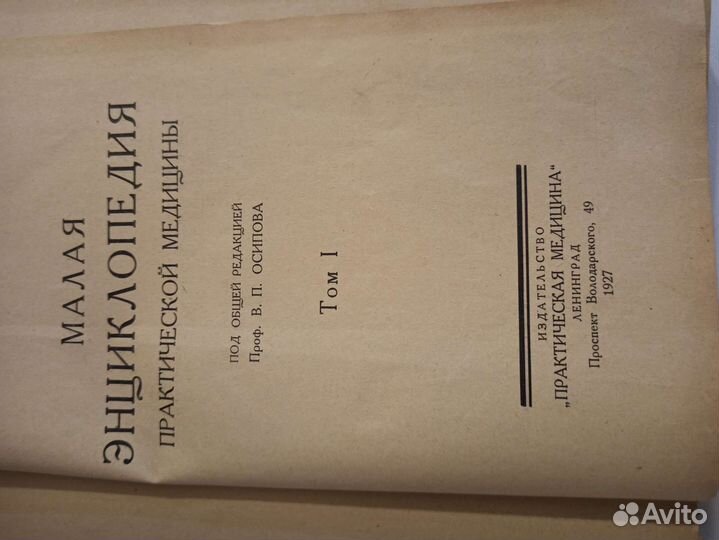 МАЛАЯ
ЭНЦИКЛОПЕДИЯ
ПРАКТИЧЕСКОЙ МЕДИЦИНЫ
ПОД ОБЩЕЙ РЕДАКЦИЕЙ
Проф. В. П. ОСИПОВА
Том I
ИЗДАТЕЛЬСТВО
„ПРАКТИЧЕСКАЯ МЕДИЦИНА“
ЛЕНИНГРАД
Проспект Володарского, 49
1927
Avito